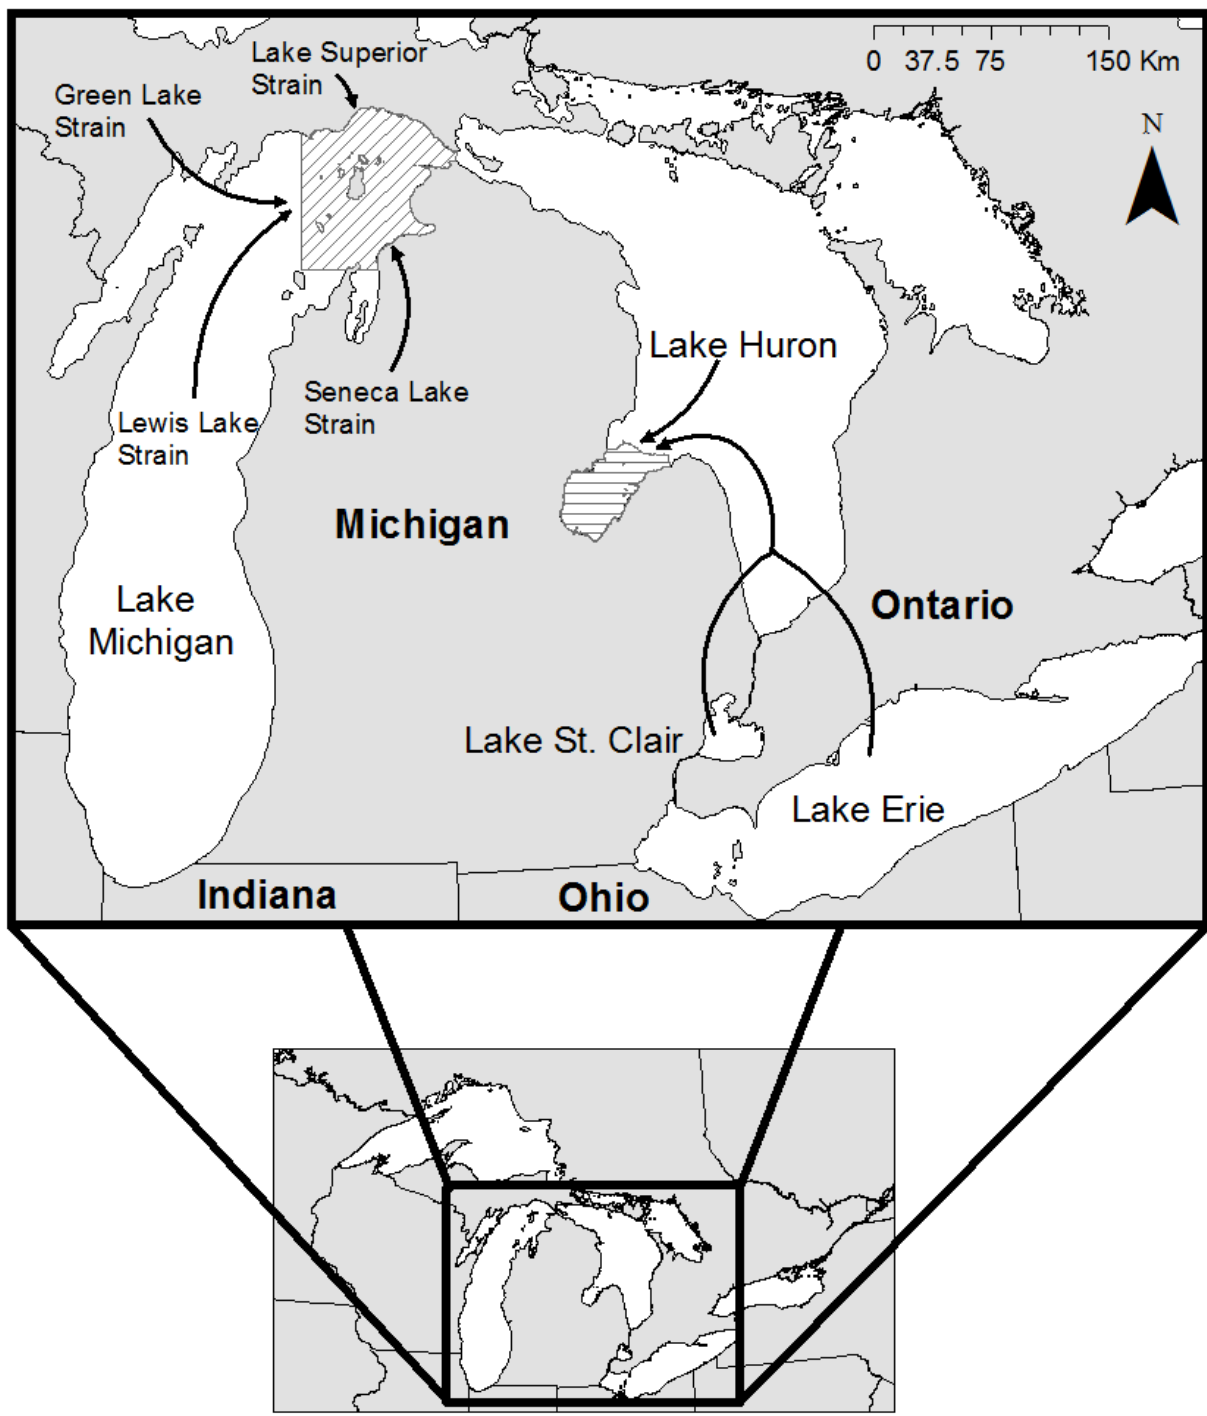 Lake Superior
Strain
0 37.5 75 150 Km
Green Lake
Strain
N
Lake Huron
Seneca Lake
Strain
Lewis Lake
Strain
Michigan
Lake
Michigan
Ontario
Lake St. Clair
Lake Erie
Indiana
Ohio